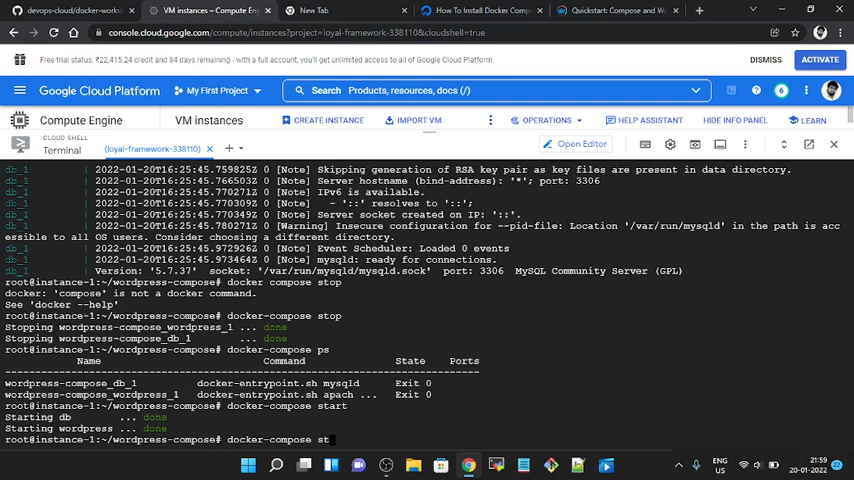 devops-cloud/docker-worksh
VM instances – Compute Eng
New Tab
How To Install Docker Compo
Quickstart: Compose and Wo
console.cloud.google.com/compute/instances?project=loyal-framework-338110&cloudshell=true
Free trial status: ₹22,415.24 credit and 84 days remaining - with a full account, you'll get unlimited access to all of Google Cloud Platform.
DISMISS
ACTIVATE
Google Cloud Platform
My First Project
Search Products, resources, docs (/)
6
Compute Engine
VM instances
CREATE INSTANCE
IMPORT VM
OPERATIONS
HELP ASSISTANT
HIDE INFO PANEL
LEARN
CLOUD SHELL
Terminal
(loyal-framework-338110)
Open Editor
db_1 | 2022-01-20T16:25:45.759825Z 0 [Note] Skipping generation of RSA key pair as key files are present in data directory.
db_1 | 2022-01-20T16:25:45.766503Z 0 [Note] Server hostname (bind-address): '*'; port: 3306
db_1 | 2022-01-20T16:25:45.770271Z 0 [Note] IPv6 is available.
db_1 | 2022-01-20T16:25:45.770309Z 0 [Note] - '::' resolves to '::';
db_1 | 2022-01-20T16:25:45.770349Z 0 [Note] Server socket created on IP: '::'.
db_1 | 2022-01-20T16:25:45.780271Z 0 [Warning] Insecure configuration for --pid-file: Location '/var/run/mysqld' in the path is acc
essible to all OS users. Consider choosing a different directory.
db_1 | 2022-01-20T16:25:45.972926Z 0 [Note] Event Scheduler: Loaded 0 events
db_1 | 2022-01-20T16:25:45.973464Z 0 [Note] mysqld: ready for connections.
db_1 | Version: '5.7.37' socket: '/var/run/mysqld/mysqld.sock' port: 3306 MySQL Community Server (GPL)
root@instance-1:~/wordpress-compose# docker compose stop
docker: 'compose' is not a docker command.
See 'docker --help'
root@instance-1:~/wordpress-compose# docker-compose stop
Stopping wordpress-compose_wordpress_1 ... done
Stopping wordpress-compose_db_1 ... done
root@instance-1:~/wordpress-compose# docker-compose ps
Name Command State Ports
--------------------------------------------------------------------------------
wordpress-compose_db_1 docker-entrypoint.sh mysqld Exit 0
wordpress-compose_wordpress_1 docker-entrypoint.sh apach ... Exit 0
root@instance-1:~/wordpress-compose# docker-compose start
Starting db ... done
Starting wordpress ... done
root@instance-1:~/wordpress-compose# docker-compose st
ENG
US
21:59
20-01-2022
22